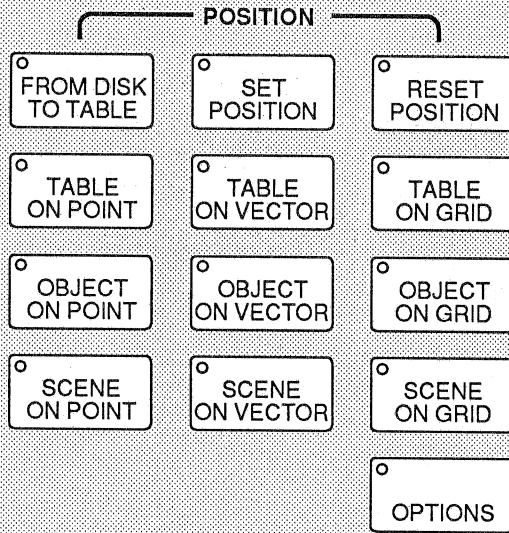 POSITION
FROM DISK
TO TABLE
SET
POSITION
RESET
POSITION
TABLE
ON POINT
TABLE
ON VECTOR
TABLE
ON GRID
OBJECT
ON POINT
OBJECT
ON VECTOR
OBJECT
ON GRID
SCENE
ON POINT
SCENE
ON VECTOR
SCENE
ON GRID
OPTIONS